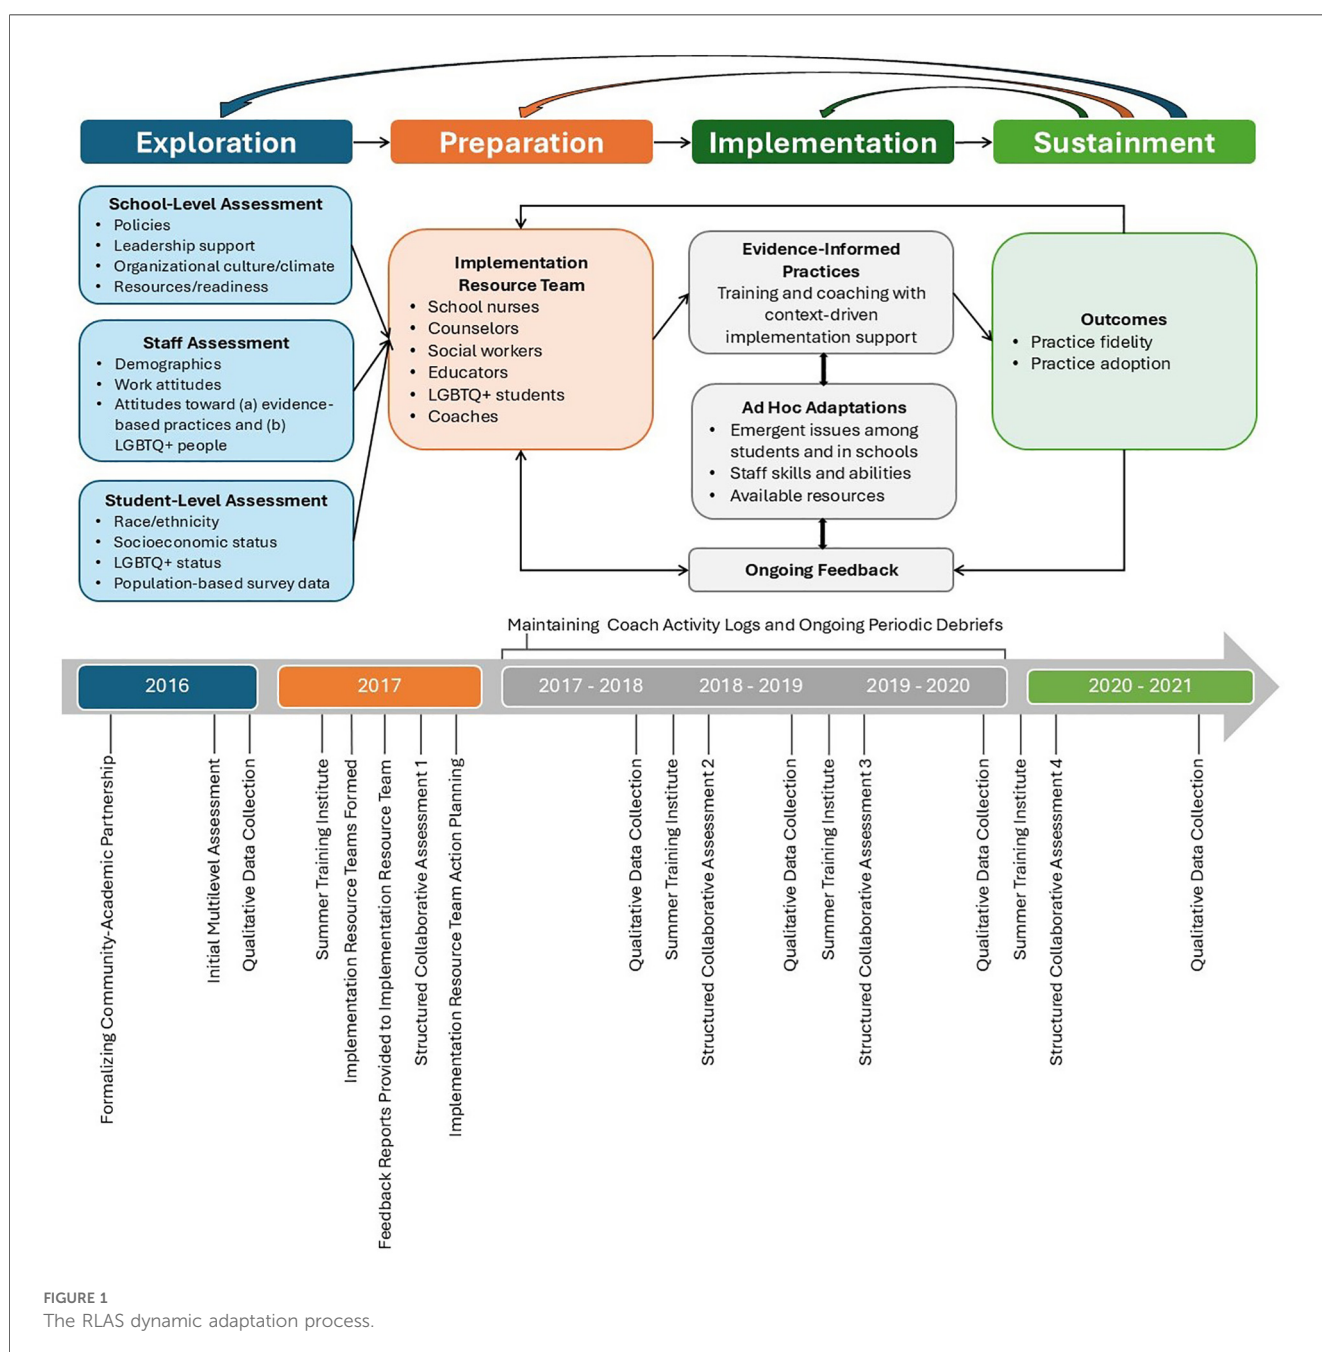 Exploration
Preparation
Implementation
Sustainment
School-Level Assessment
• Policies
• Leadership support
• Organizational culture/climate
• Resources/readiness
Staff Assessment
• Demographics
• Work attitudes
• Attitudes toward (a) evidence-
based practices and (b)
LGBTQ+ people
Student-Level Assessment
• Race/ethnicity
• Socioeconomic status
• LGBTQ+ status
• Population-based survey data
Implementation
Resource Team
• School nurses
• Counselors
• Social workers
• Educators
• LGBTQ+ students
• Coaches
Evidence-Informed
Practices
Training and coaching with
context-driven
implementation support
Ad Hoc Adaptations
• Emergent issues among
students and in schools
• Staff skills and abilities
• Available resources
Ongoing Feedback
Outcomes
• Practice fidelity
• Practice adoption
Maintaining Coach Activity Logs and Ongoing Periodic Debriefs
2016
2017
2017 - 2018
2018 - 2019
2019 - 2020
2020 - 2021
Formalizing Community-Academic Partnership
Initial Multilevel Assessment
Qualitative Data Collection
Summer Training Institute
Implementation Resource Teams Formed
Feedback Reports Provided to Implementation Resource Team
Structured Collaborative Assessment 1
Implementation Resource Team Action Planning
Qualitative Data Collection
Summer Training Institute
Structured Collaborative Assessment 2
Qualitative Data Collection
Summer Training Institute
Structured Collaborative Assessment 3
Qualitative Data Collection
Summer Training Institute
Structured Collaborative Assessment 4
Qualitative Data Collection
FIGURE 1
The RLAS dynamic adaptation process.